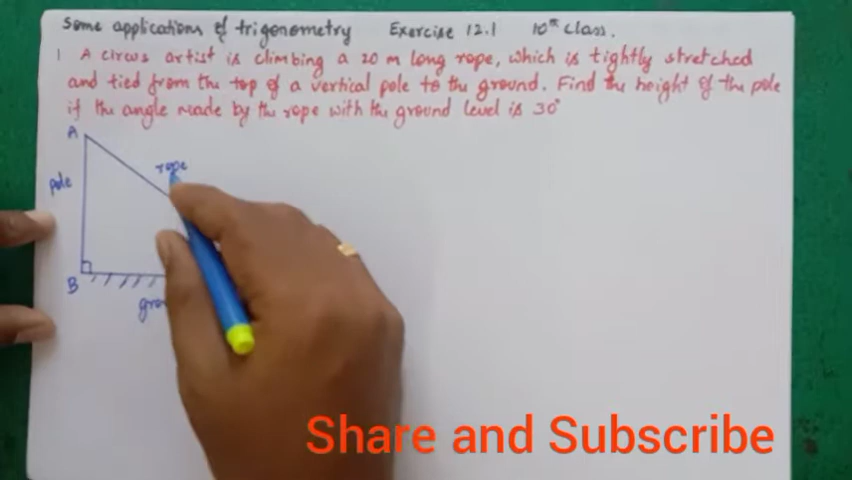 Some applications of trigonometry Exercise 12.1 10th class.
1 A circus artist is climbing a 20 m long rope, which is tightly stretched
and tied from the top of a vertical pole to the ground. Find the height of the pole
if the angle made by the rope with the ground level is 30°
A
rope
pole
B
Share and Subscribe